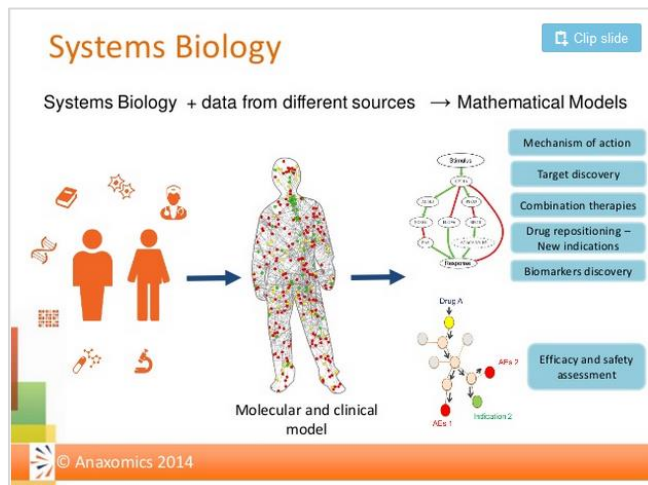 Systems Biology
Clip slide
Systems Biology + data from different sources → Mathematical Models
Mechanism of action
Target discovery
Combination therapies
Drug repositioning –
New indications
Biomarkers discovery
Stimulus
Response
Drug A
AEs 2
AEs 1
Indication 2
Efficacy and safety
assessment
Molecular and clinical
model
© Anaxomics 2014